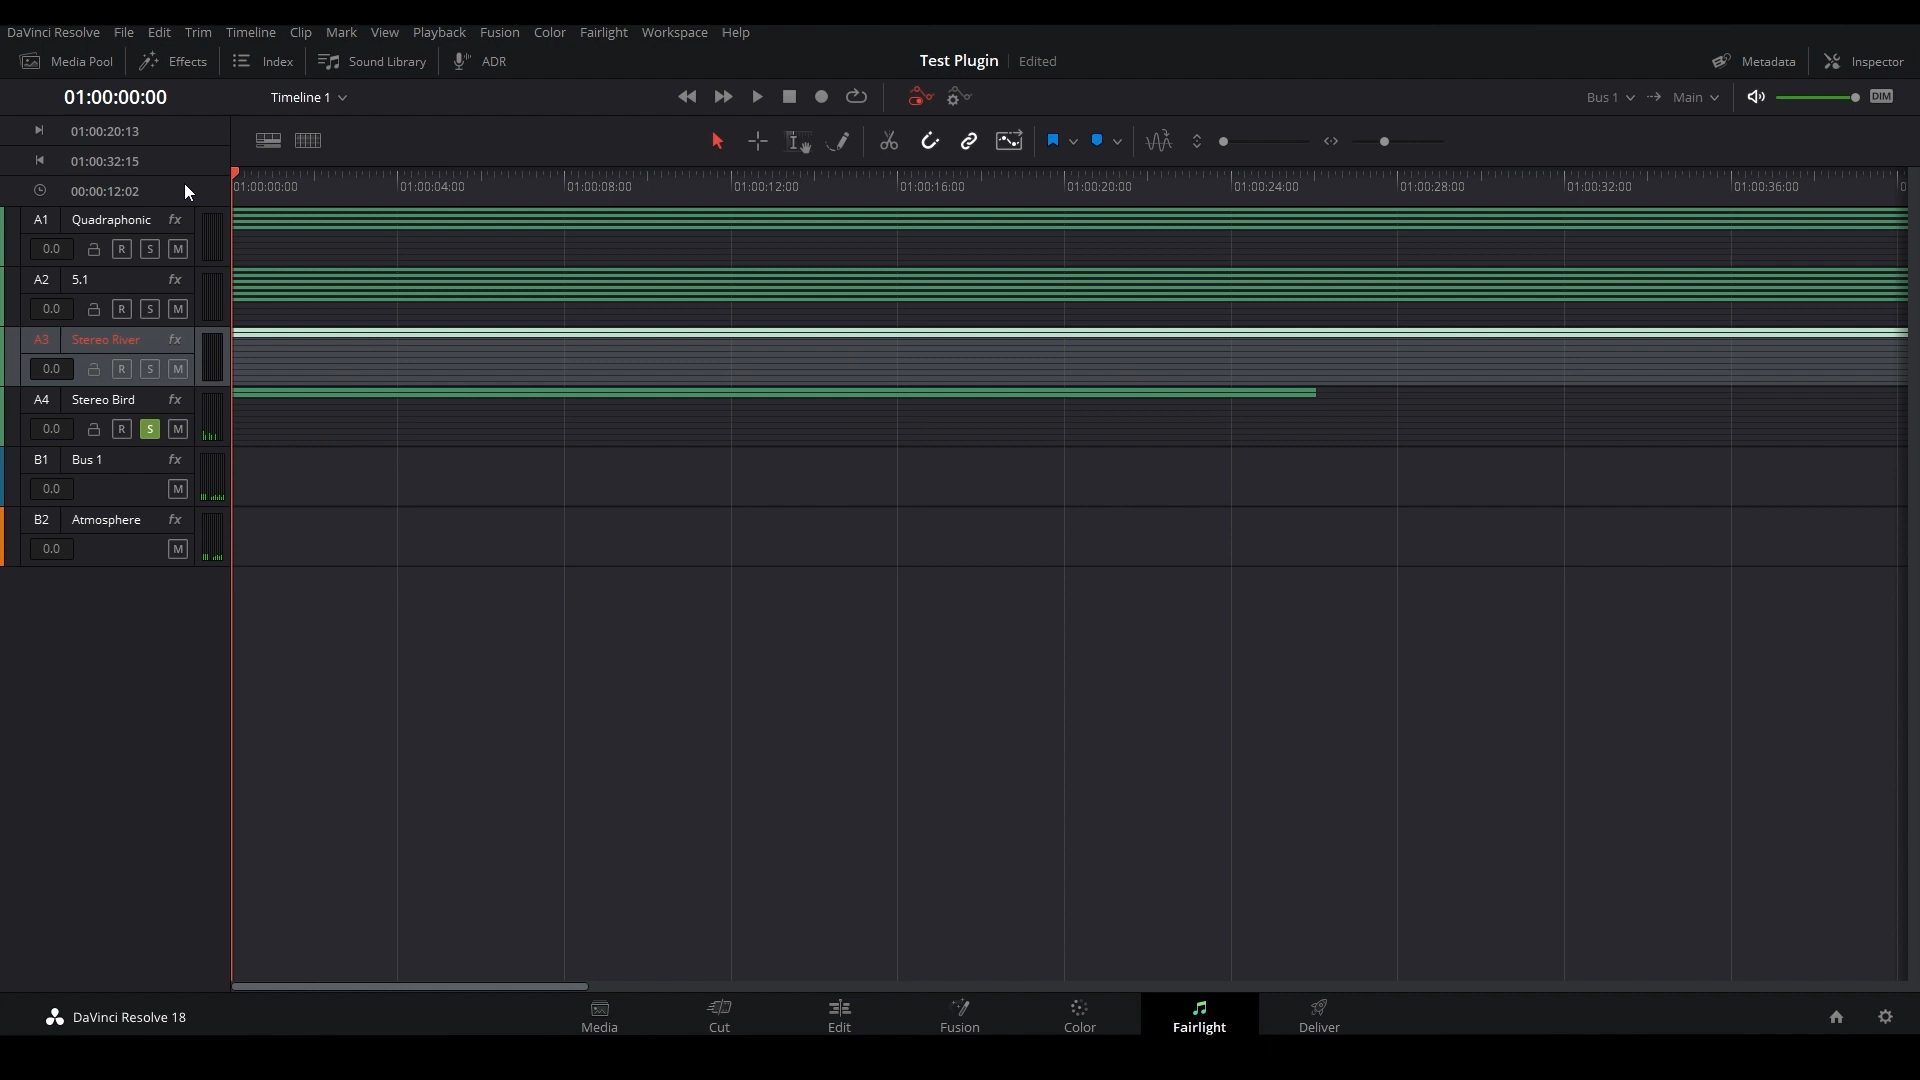 DaVinci Resolve File Edit Trim Timeline Clip Mark View Playback Fusion Color Fairlight Workspace Help
Media Pool Effects Index Sound Library ADR Test Plugin Edited Metadata Inspector
01:00:00:00 Timeline 1 Bus 1 Main DIM
01:00:20:13
01:00:32:15
00:00:12:02
01:00:00:00 01:00:04:00 01:00:08:00 01:00:12:00 01:00:16:00 01:00:20:00 01:00:24:00 01:00:28:00 01:00:32:00 01:00:36:00
A1 Quadraphonic fx
0.0 R S M
A2 5.1 fx
0.0 R S M
A3 Stereo River fx
0.0 R S M
A4 Stereo Bird fx
0.0 R S M
B1 Bus 1 fx
0.0 M
B2 Atmosphere fx
0.0 M
DaVinci Resolve 18 Media Cut Edit Fusion Color Fairlight Deliver